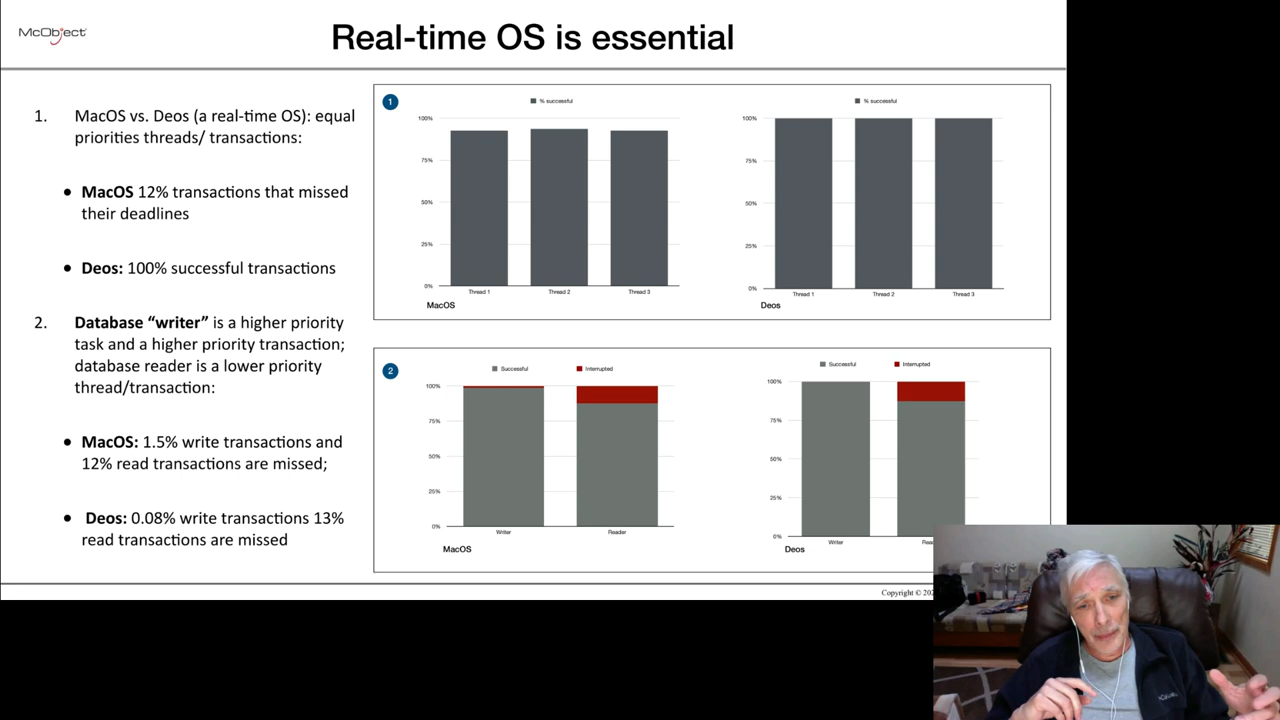 McObject
Real-time OS is essential
1. MacOS vs. Deos (a real-time OS): equal
priorities threads/ transactions:
• MacOS 12% transactions that missed
their deadlines
• Deos: 100% successful transactions
2. Database “writer” is a higher priority
task and a higher priority transaction;
database reader is a lower priority
thread/transaction:
• MacOS: 1.5% write transactions and
12% read transactions are missed;
• Deos: 0.08% write transactions 13%
read transactions are missed
1
% successful
100%
75%
50%
25%
0%
Thread 1 Thread 2 Thread 3
MacOS
% successful
100%
75%
50%
25%
0%
Thread 1 Thread 2 Thread 3
Deos
2
Successful Interrupted
100%
75%
50%
25%
0%
Writer Reader
MacOS
Successful Interrupted
100%
75%
50%
25%
0%
Writer
Deos
Copyright ©
Columbia